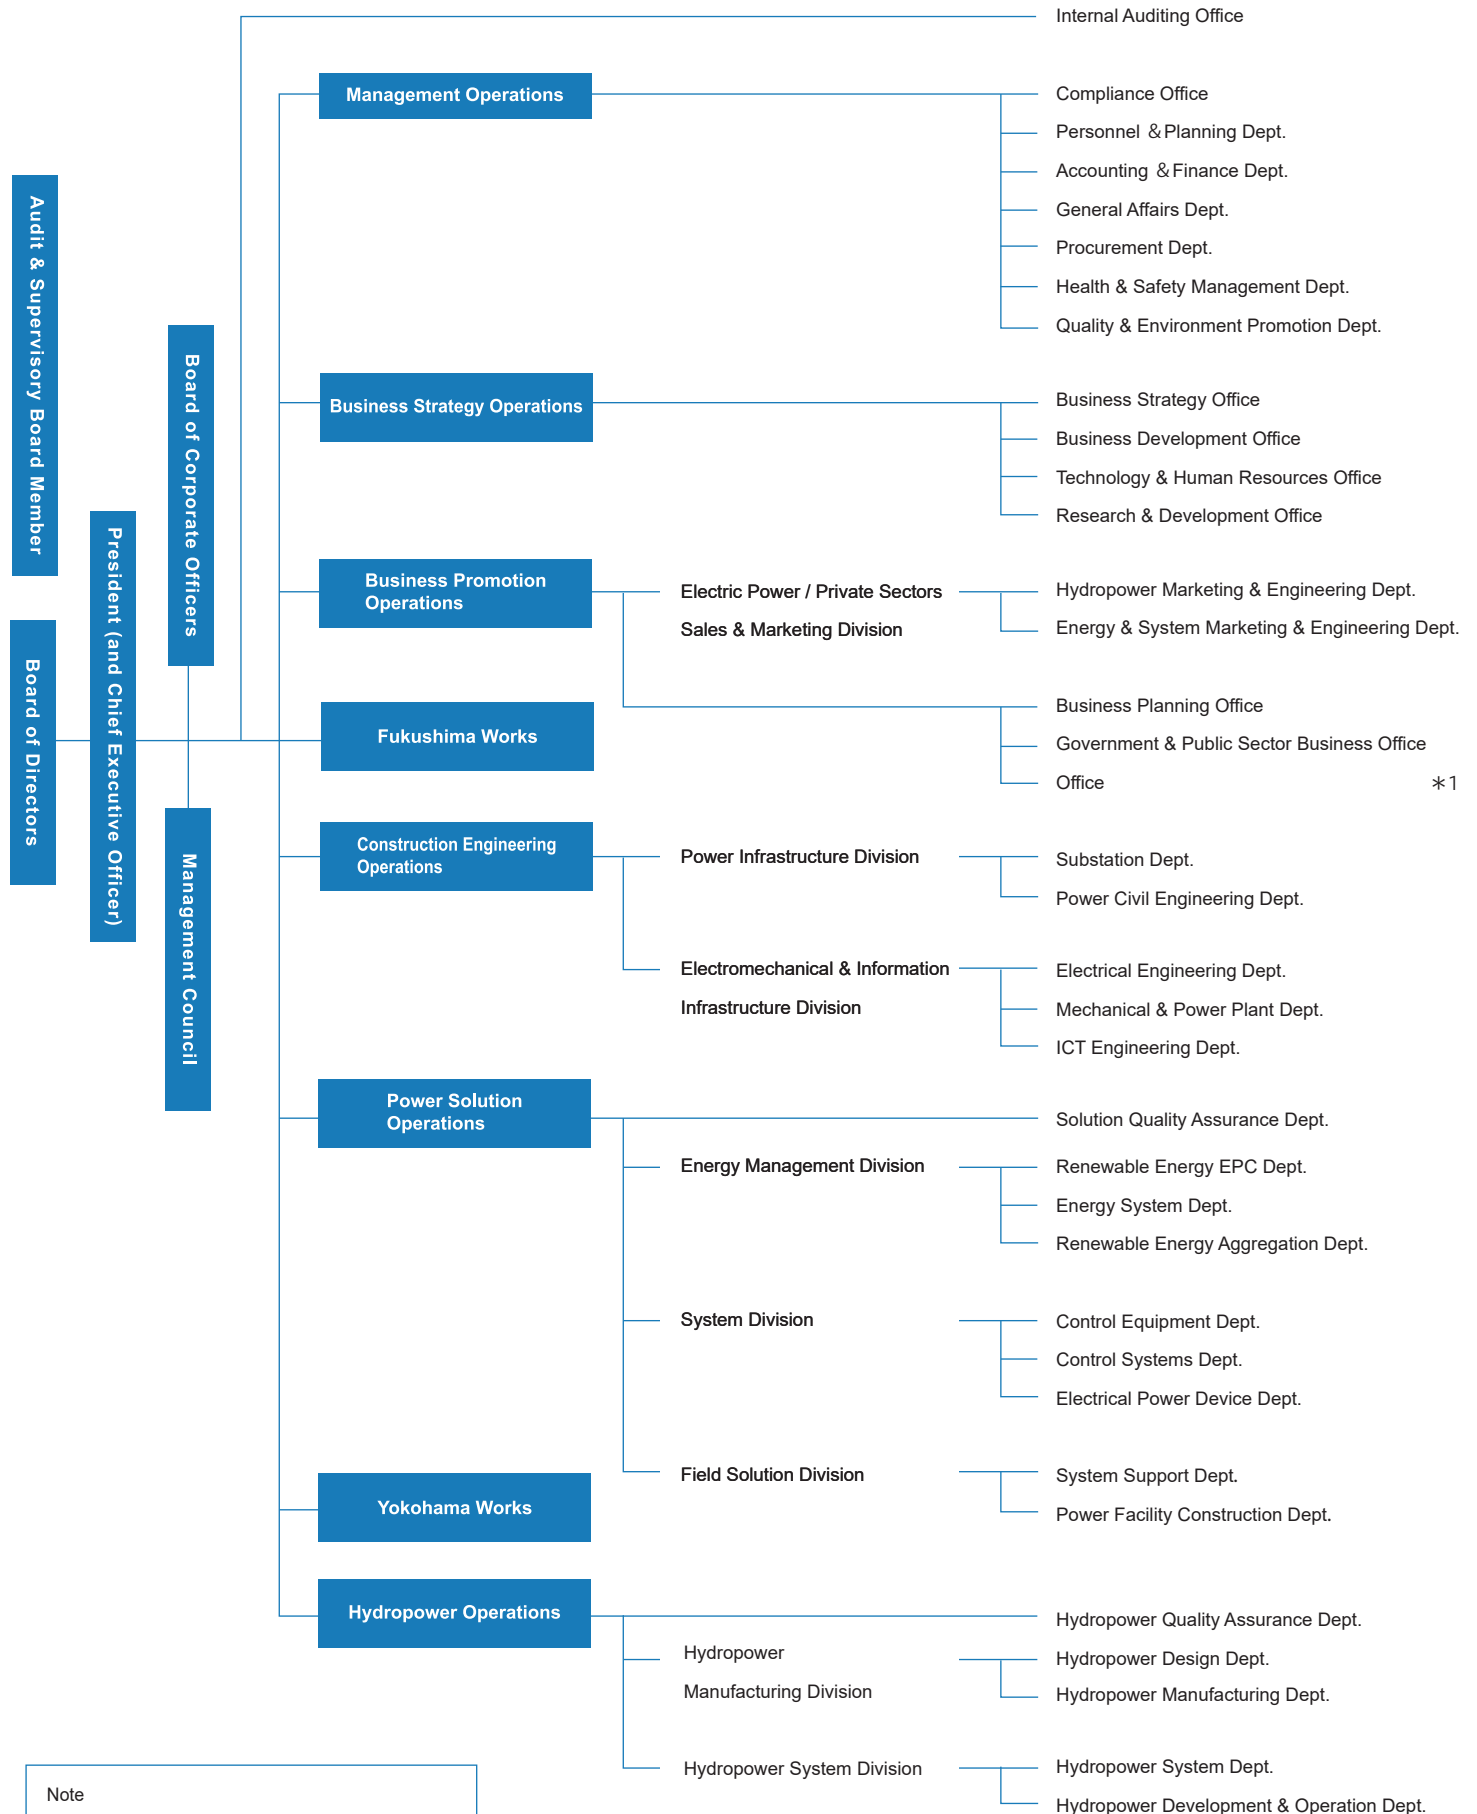 Internal Auditing Office
Management Operations
Compliance Office
Personnel ＆Planning Dept.
Accounting ＆Finance Dept.
General Affairs Dept.
Procurement Dept.
Health & Safety Management Dept.
Quality & Environment Promotion Dept.
Audit & Supervisory Board Member
Board of Directors
President (and Chief Executive Officer)
Board of Corporate Officers
Management Council
Business Strategy Operations
Business Strategy Office
Business Development Office
Technology & Human Resources Office
Research & Development Office
Business Promotion
Operations
Electric Power / Private Sectors
Sales & Marketing Division
Hydropower Marketing & Engineering Dept.
Energy & System Marketing & Engineering Dept.
Business Planning Office
Government & Public Sector Business Office
Office ＊1
Fukushima Works
Construction Engineering
Operations
Power Infrastructure Division
Substation Dept.
Power Civil Engineering Dept.
Electromechanical & Information
Infrastructure Division
Electrical Engineering Dept.
Mechanical & Power Plant Dept.
ICT Engineering Dept.
Power Solution
Operations
Solution Quality Assurance Dept.
Energy Management Division
Renewable Energy EPC Dept.
Energy System Dept.
Renewable Energy Aggregation Dept.
System Division
Control Equipment Dept.
Control Systems Dept.
Electrical Power Device Dept.
Field Solution Division
System Support Dept.
Power Facility Construction Dept.
Yokohama Works
Hydropower Operations
Hydropower Quality Assurance Dept.
Hydropower
Manufacturing Division
Hydropower Design Dept.
Hydropower Manufacturing Dept.
Hydropower System Division
Hydropower System Dept.
Hydropower Development & Operation Dept.
Note